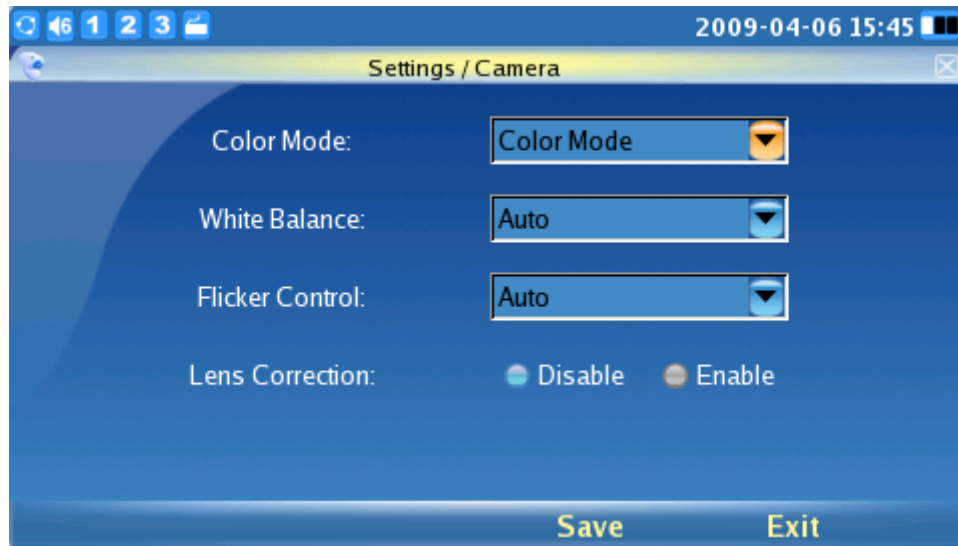 6 1 2 3 2009-04-06 15:45
Settings / Camera
Color Mode: Color Mode
White Balance: Auto
Flicker Control: Auto
Lens Correction: Disable Enable
Save Exit